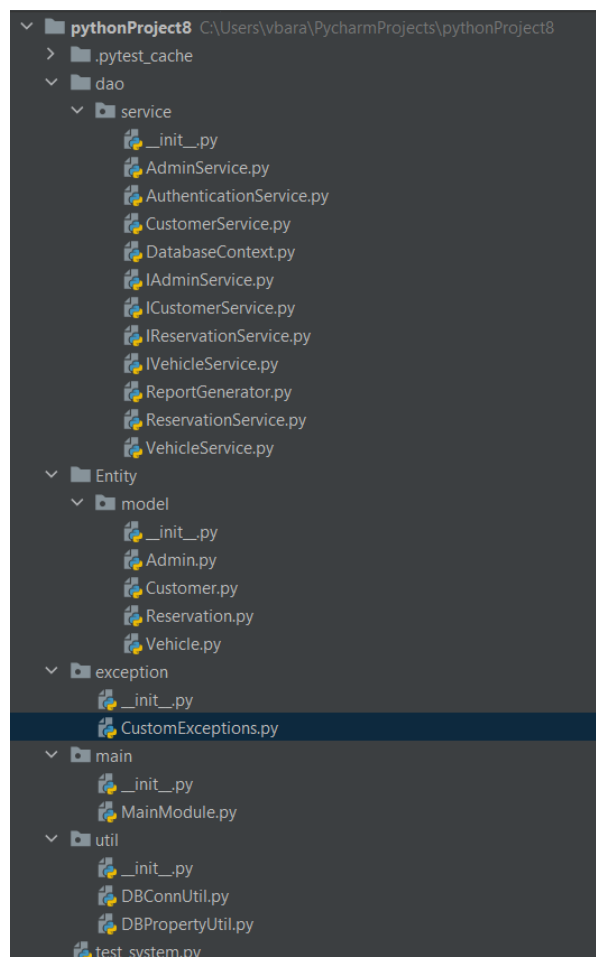 pythonProject8 C:\Users\vbara\PycharmProjects\pythonProject8
.pytest_cache
dao
service
__init__.py
AdminService.py
AuthenticationService.py
CustomerService.py
DatabaseContext.py
IAdminService.py
ICustomerService.py
IReservationService.py
IVehicleService.py
ReportGenerator.py
ReservationService.py
VehicleService.py
Entity
model
__init__.py
Admin.py
Customer.py
Reservation.py
Vehicle.py
exception
__init__.py
CustomExceptions.py
main
__init__.py
MainModule.py
util
__init__.py
DBConnUtil.py
DBPropertyUtil.py
test_system.py